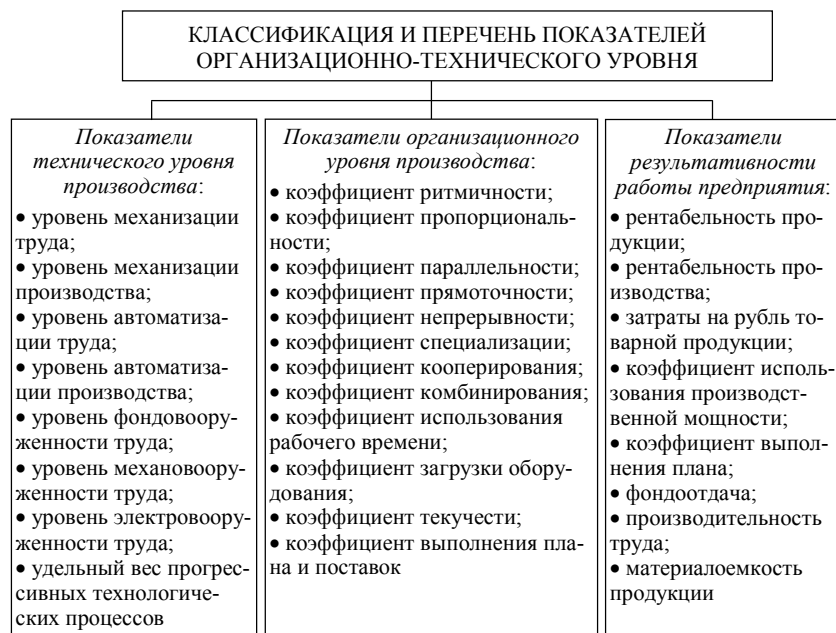 КЛАССИФИКАЦИЯ И ПЕРЕЧЕНЬ ПОКАЗАТЕЛЕЙ
ОРГАНИЗАЦИОННО-ТЕХНИЧЕСКОГО УРОВНЯ
Показатели
технического уровня
производства:
• уровень механизации
труда;
• уровень механизации
производства;
• уровень автоматиза-
ции труда;
• уровень автоматиза-
ции производства;
• уровень фондовоору-
женности труда;
• уровень механовоору-
женности труда;
• уровень электровоору-
женности труда;
• удельный вес прогрес-
сивных технологиче-
ских процессов
Показатели организационного
уровня производства:
• коэффициент ритмичности;
• коэффициент пропорциональ-
ности;
• коэффициент параллельности;
• коэффициент прямоточности;
• коэффициент непрерывности;
• коэффициент специализации;
• коэффициент кооперирования;
• коэффициент комбинирования;
• коэффициент использования
рабочего времени;
• коэффициент загрузки обору-
дования;
• коэффициент текучести;
• коэффициент выполнения пла-
на и поставок
Показатели
результативности
работы предприятия:
• рентабельность про-
дукции;
• рентабельность про-
изводства;
• затраты на рубль то-
варной продукции;
• коэффициент исполь-
зования производст-
венной мощности;
• коэффициент выпол-
нения плана;
• фондоотдача;
• производительность
труда;
• материалоемкость
продукции